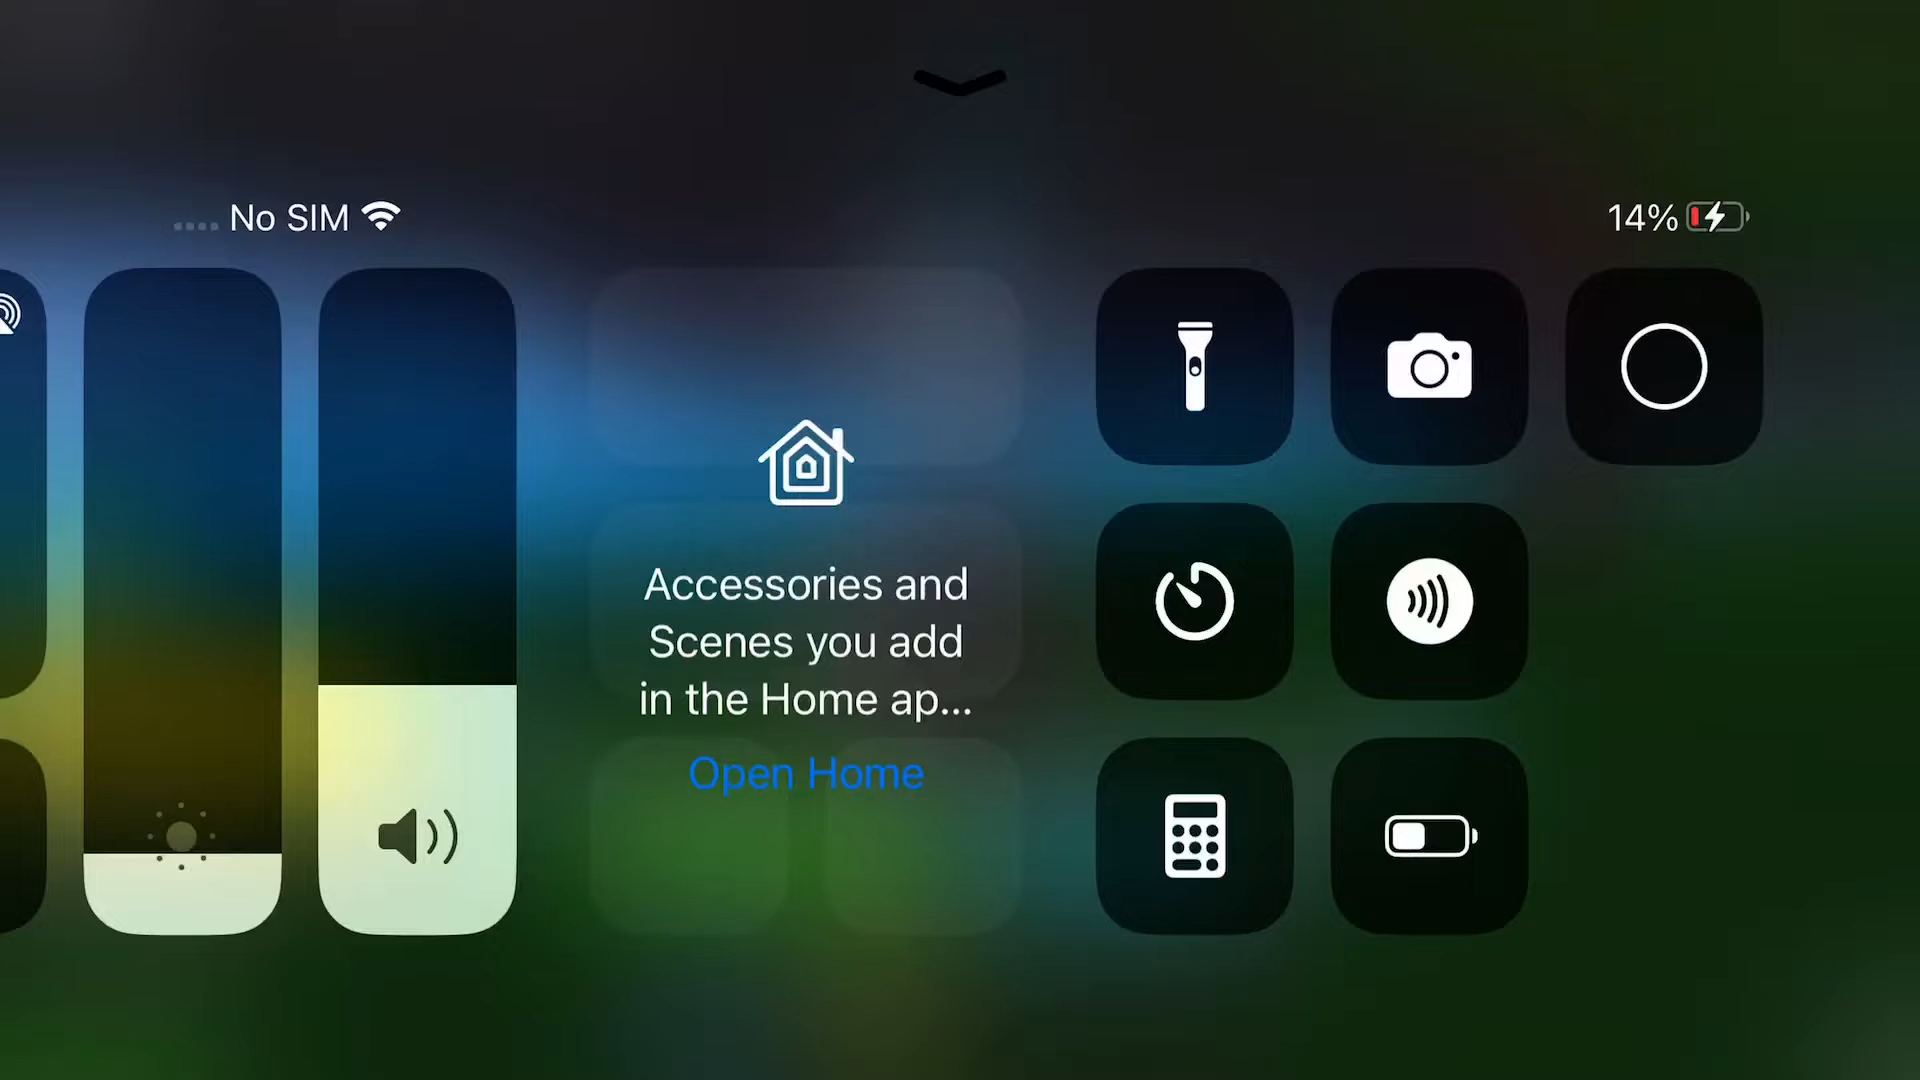 No SIM
14%
Accessories and
Scenes you add
in the Home ap...
Open Home